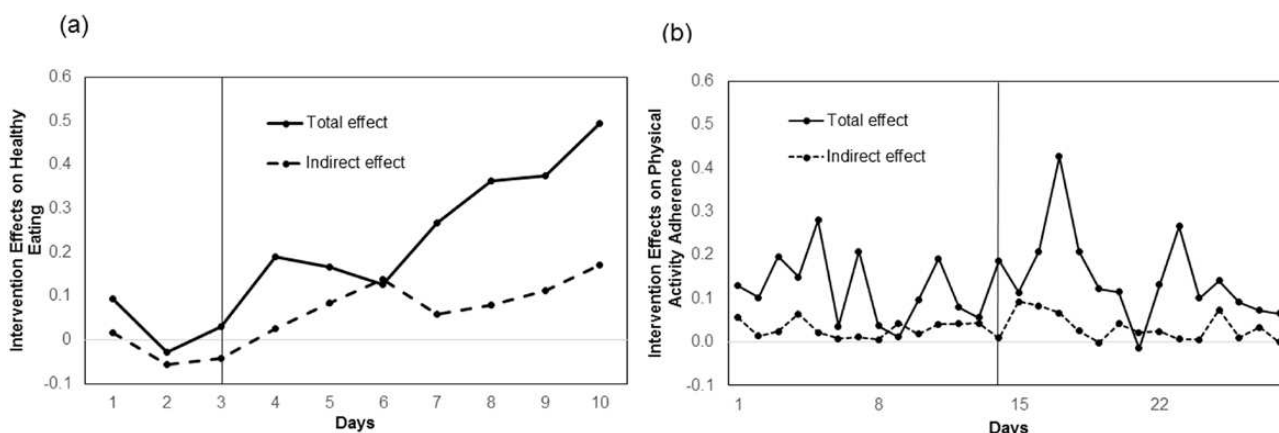 (a)
0.6
0.5
0.4
0.3
0.2
0.1
0
-0.1
Intervention Effects on Healthy
Eating
Total effect
Indirect effect
1 2 3 4 5 6 7 8 9 10
Days
(b)
0.6
0.5
0.4
0.3
0.2
0.1
0.0
-0.1
Intervention Effects on Physical
Activity Adherence
Total effect
Indirect effect
1 8 15 22
Days